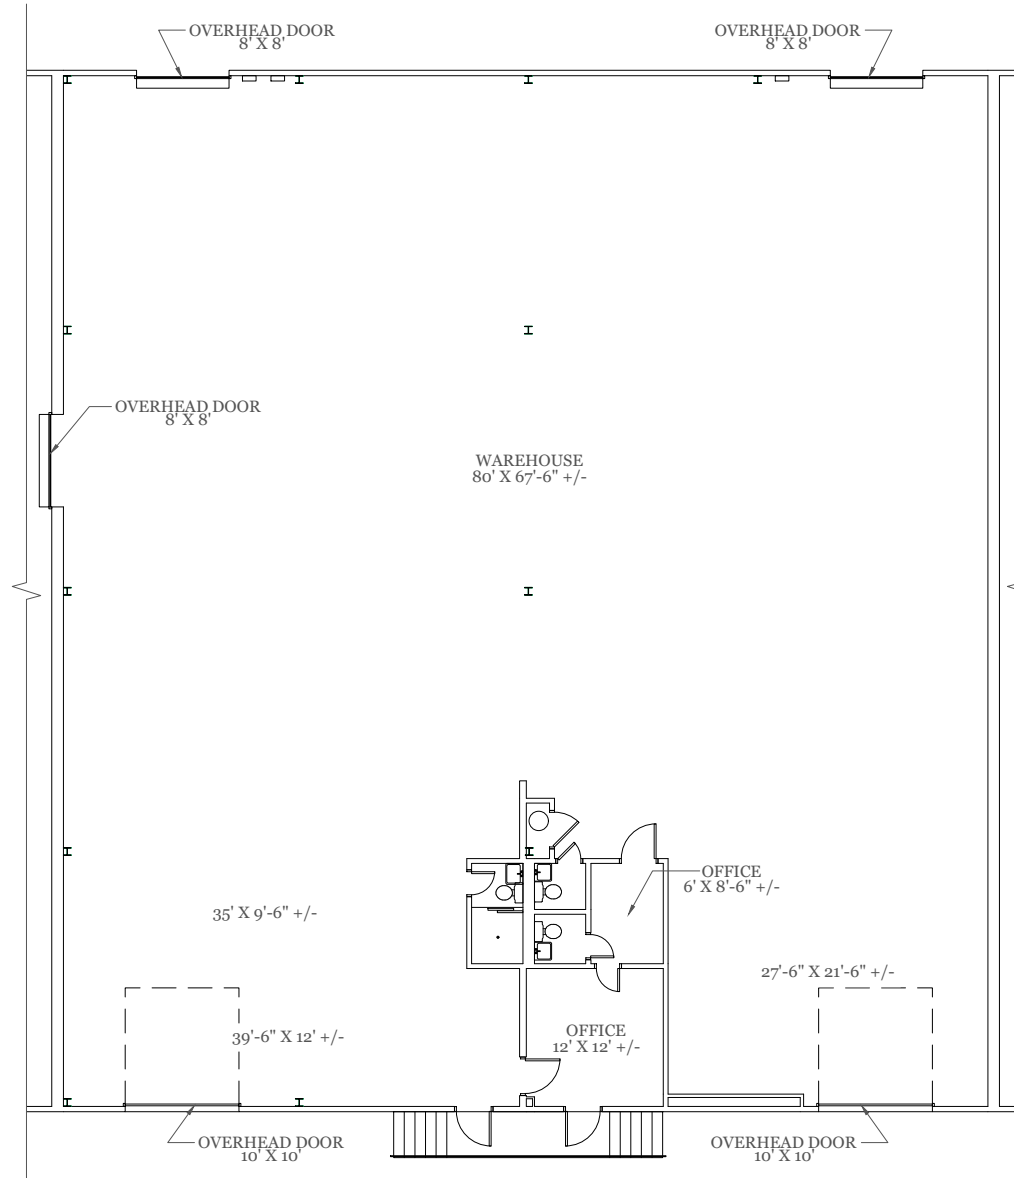 OVERHEAD DOOR
8' X 8'
OVERHEAD DOOR
8' X 8'
OVERHEAD DOOR
8' X 8'
WAREHOUSE
80' X 67'-6" +/-
OFFICE
6' X 8'-6" +/-
35' X 9'-6" +/-
27'-6" X 21'-6" +/-
39'-6" X 12' +/-
OFFICE
12' X 12' +/-
OVERHEAD DOOR
10' X 10'
OVERHEAD DOOR
10' X 10'